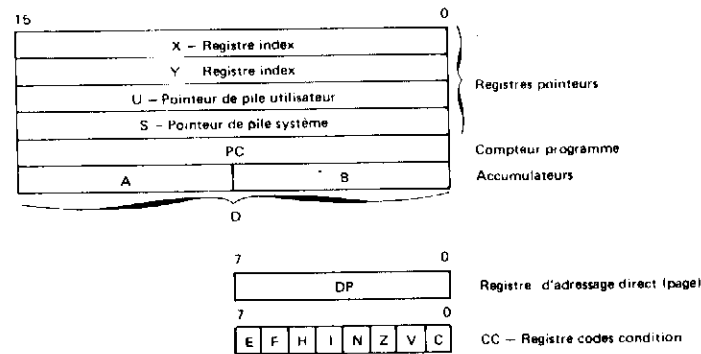 15 0
X – Registre index
Y Registre index
U – Pointeur de pile utilisateur
S – Pointeur de pile système
Registres pointeurs
PC Compteur programme
A B Accumulateurs
D
7 0
DP Registre d'adressage direct (page)
7 0
E F H I N Z V C CC – Registre codes condition